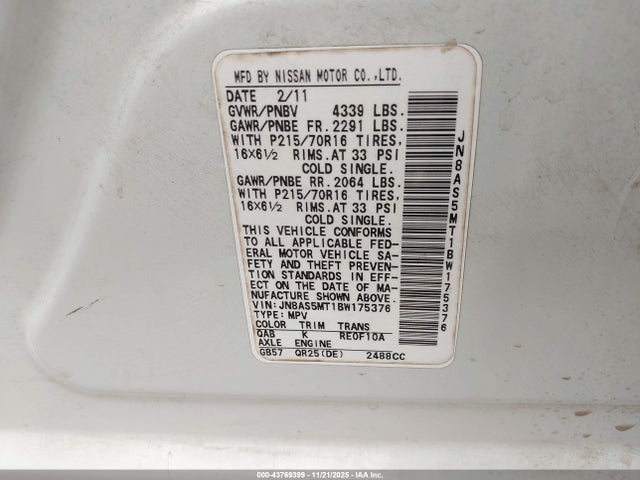 MFD BY NISSAN MOTOR CO.,LTD.
DATE 2/11
GVWR/PNBV 4339 LBS.
GAWR/PNBE FR. 2291 LBS.
WITH P215/70R16 TIRES,
16X6½ RIMS. AT 33 PSI
COLD SINGLE.
GAWR/PNBE RR. 2064 LBS.
WITH P215/70R16 TIRES,
16X6½ RIMS. AT 33 PSI
COLD SINGLE.
THIS VEHICLE CONFORMS
TO ALL APPLICABLE FED-
ERAL MOTOR VEHICLE SA-
FETY AND THEFT PREVEN-
TION STANDARDS IN EFF-
ECT ON THE DATE OF MA-
NUFACTURE SHOWN ABOVE.
VIN: JN8AS5MT1BW175376
TYPE: MPV
COLOR TRIM TRANS
QAB K RE0F10A
AXLE ENGINE
GB57 QR25(DE) 2488CC
JN8AS5MT1BW175376
000-43769399 - 11/21/2025 - IAA Inc.